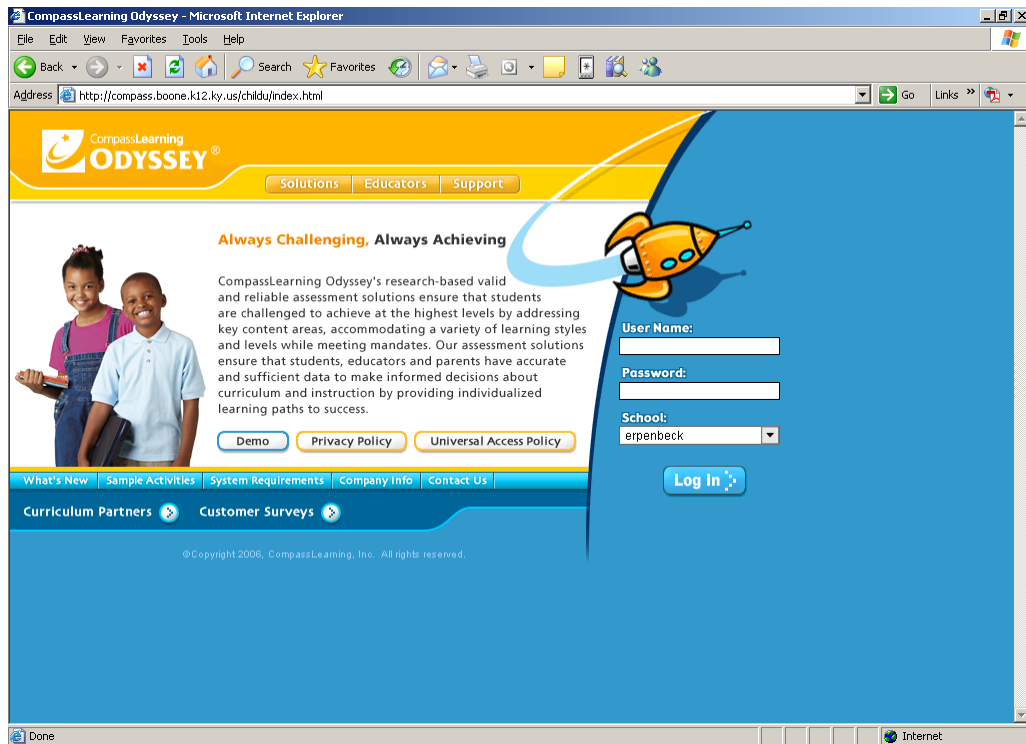 CompassLearning Odyssey - Microsoft Internet Explorer
File Edit View Favorites Tools Help
Back Search Favorites
Address http://compass.boone.k12.ky.us/childu/index.html Go Links »
CompassLearning
ODYSSEY ®
Solutions Educators Support
Always Challenging, Always Achieving
CompassLearning Odyssey's research-based valid
and reliable assessment solutions ensure that students
are challenged to achieve at the highest levels by addressing
key content areas, accommodating a variety of learning styles
and levels while meeting mandates. Our assessment solutions
ensure that students, educators and parents have accurate
and sufficient data to make informed decisions about
curriculum and instruction by providing individualized
learning paths to success.
Demo Privacy Policy Universal Access Policy
User Name:
Password:
School:
erpenbeck
Log In
What's New Sample Activities System Requirements Company Info Contact Us
Curriculum Partners Customer Surveys
©Copyright 2006, CompassLearning, Inc. All rights reserved.
Done Internet